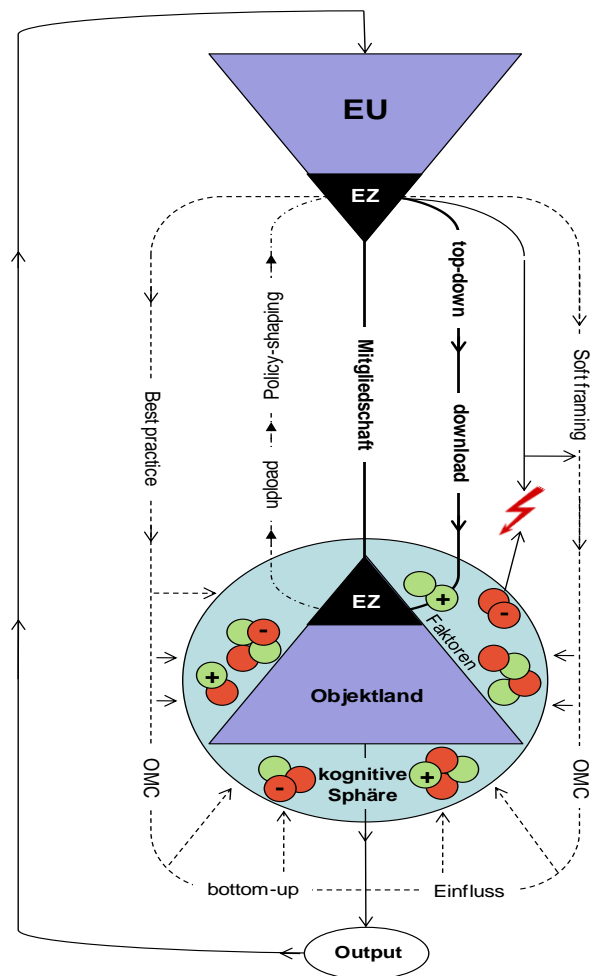 EU
EZ
top-down
Policy-shaping
Mitgliedschaft
Soft framing
Best practice
download
upload
EZ
+
-
Faktoren
-
+
Objektland
kognitive
Sphäre
-
+
OMC
OMC
bottom-up
Einfluss
Output